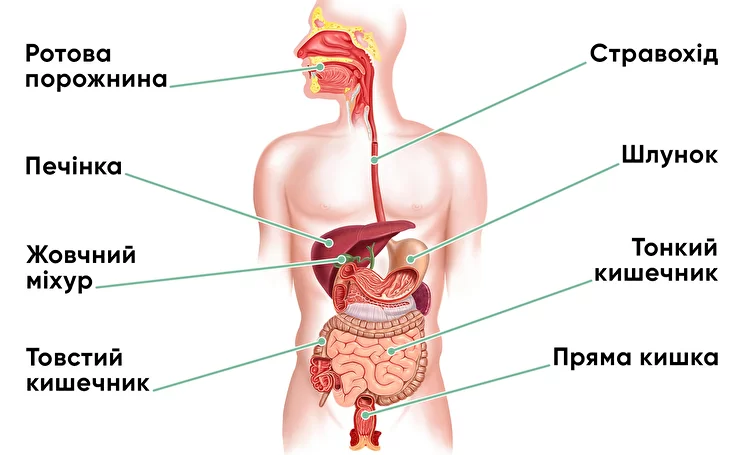 Ротова
порожнина
Печінка
Жовчний
міхур
Товстий
кишечник
Стравохід
Шлунок
Тонкий
кишечник
Пряма кишка